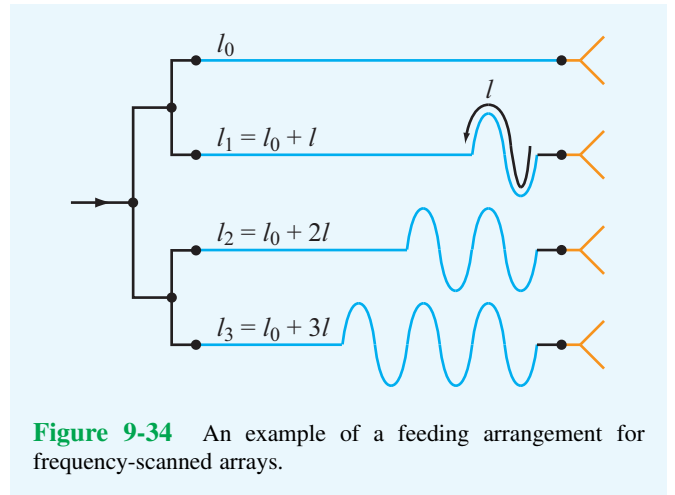 l₀
l
l₁ = l₀ + l
l₂ = l₀ + 2l
l₃ = l₀ + 3l
Figure 9-34 An example of a feeding arrangement for
frequency-scanned arrays.